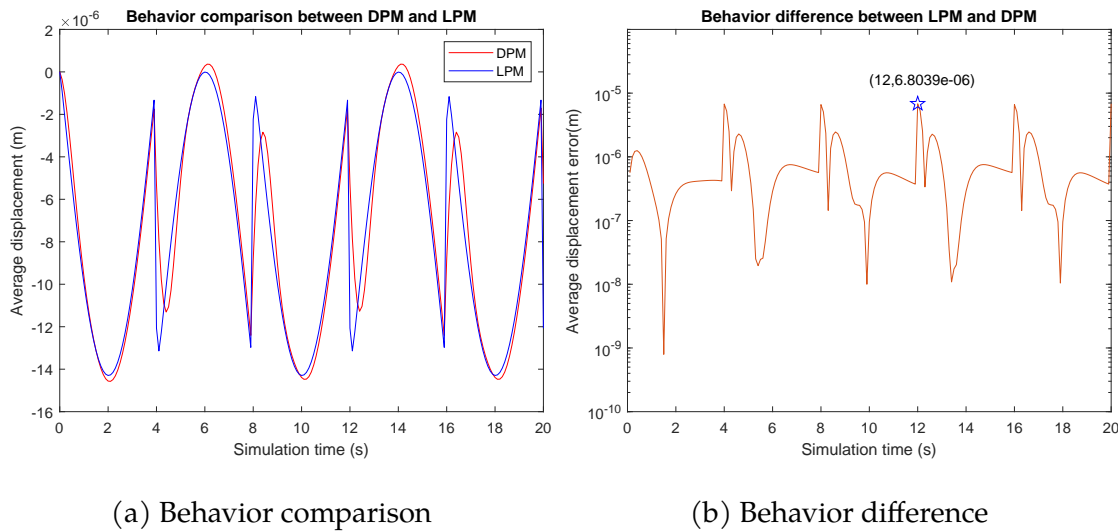 Behavior comparison between DPM and LPM
×10^-6
2
0
-2
-4
-6
-8
-10
-12
-14
-16
Average displacement (m)
DPM
LPM
0 2 4 6 8 10 12 14 16 18 20
Simulation time (s)
(a) Behavior comparison
Behavior difference between LPM and DPM
(12,6.8039e-06)
10^-5
10^-6
10^-7
10^-8
10^-9
10^-10
Average displacement error(m)
0 2 4 6 8 10 12 14 16 18 20
Simulation time (s)
(b) Behavior difference